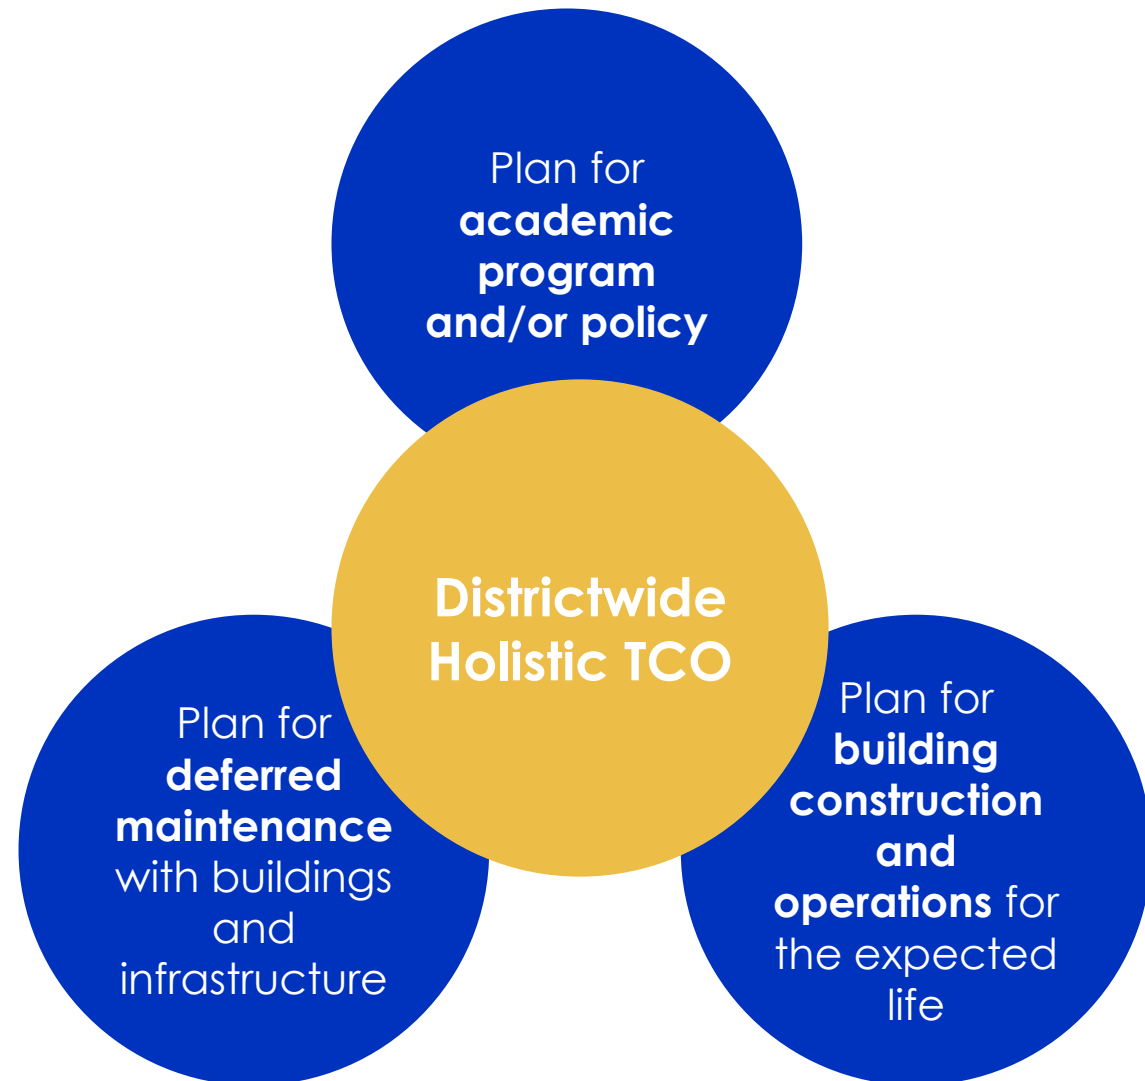 Plan for
academic
program
and/or policy
Districtwide
Holistic TCO
Plan for
deferred
maintenance
with buildings
and
infrastructure
Plan for
building
construction
and
operations for
the expected
life